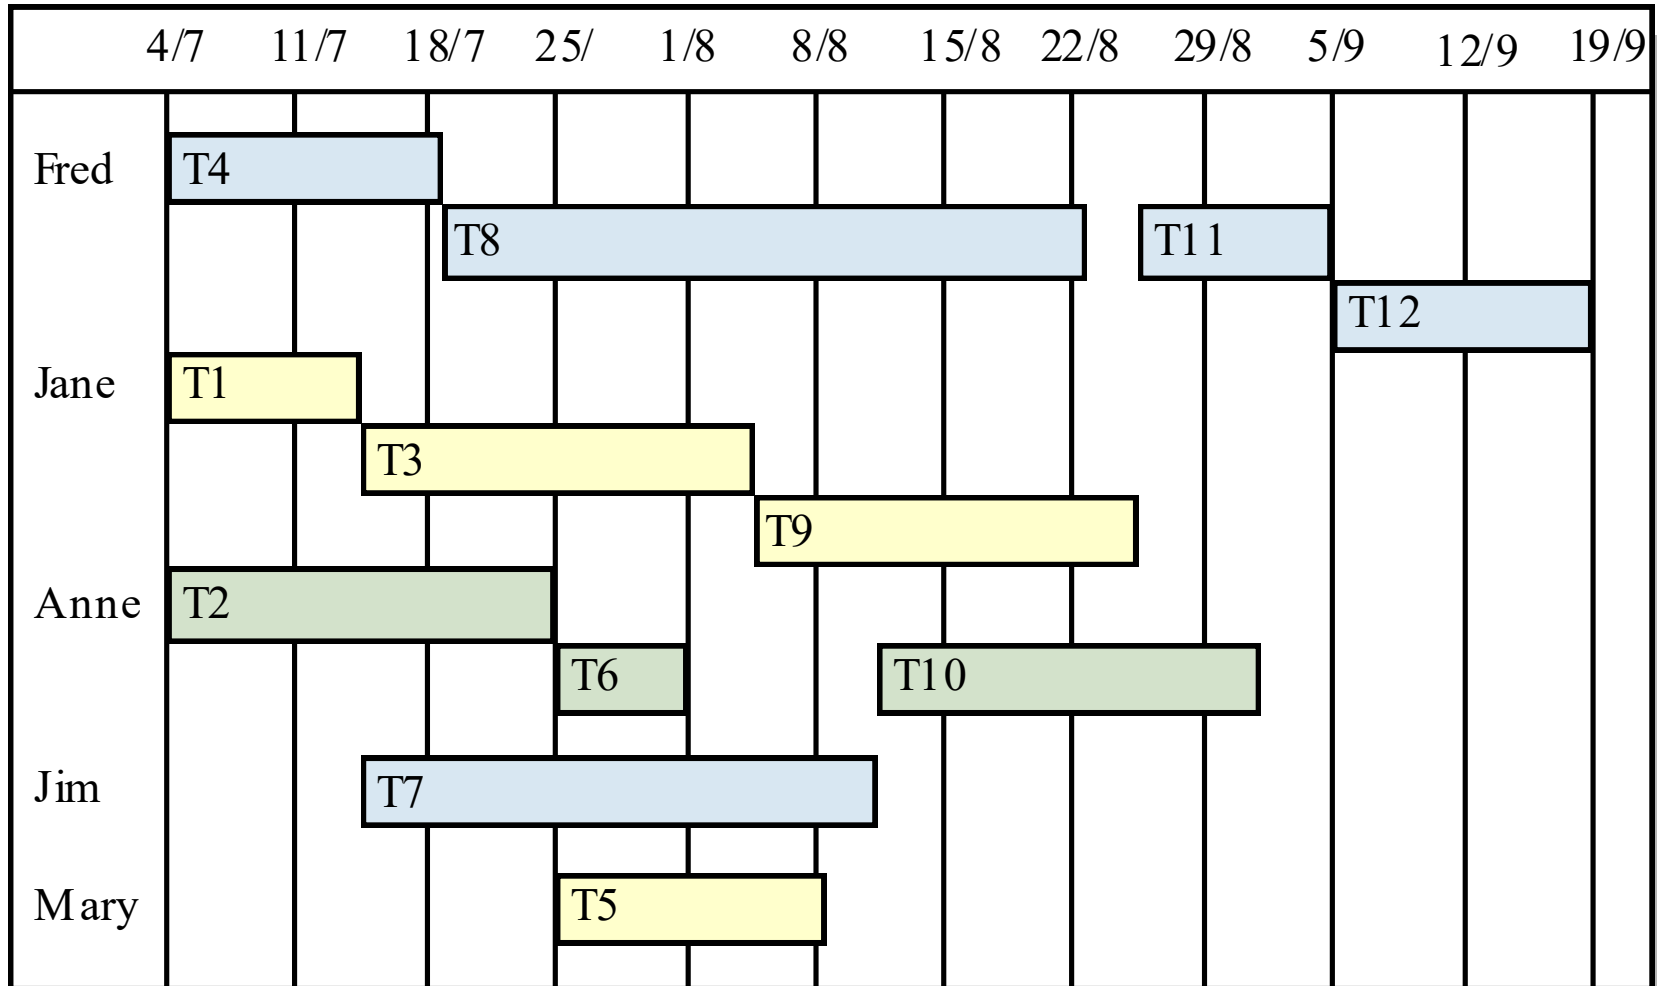 4/7 11/7 18/7 25/ 1/8 8/8 15/8 22/8 29/8 5/9 12/9 19/9
Fred T4
T8 T11
T12
Jane T1
T3
T9
Anne T2
T6 T10
Jim T7
Mary T5